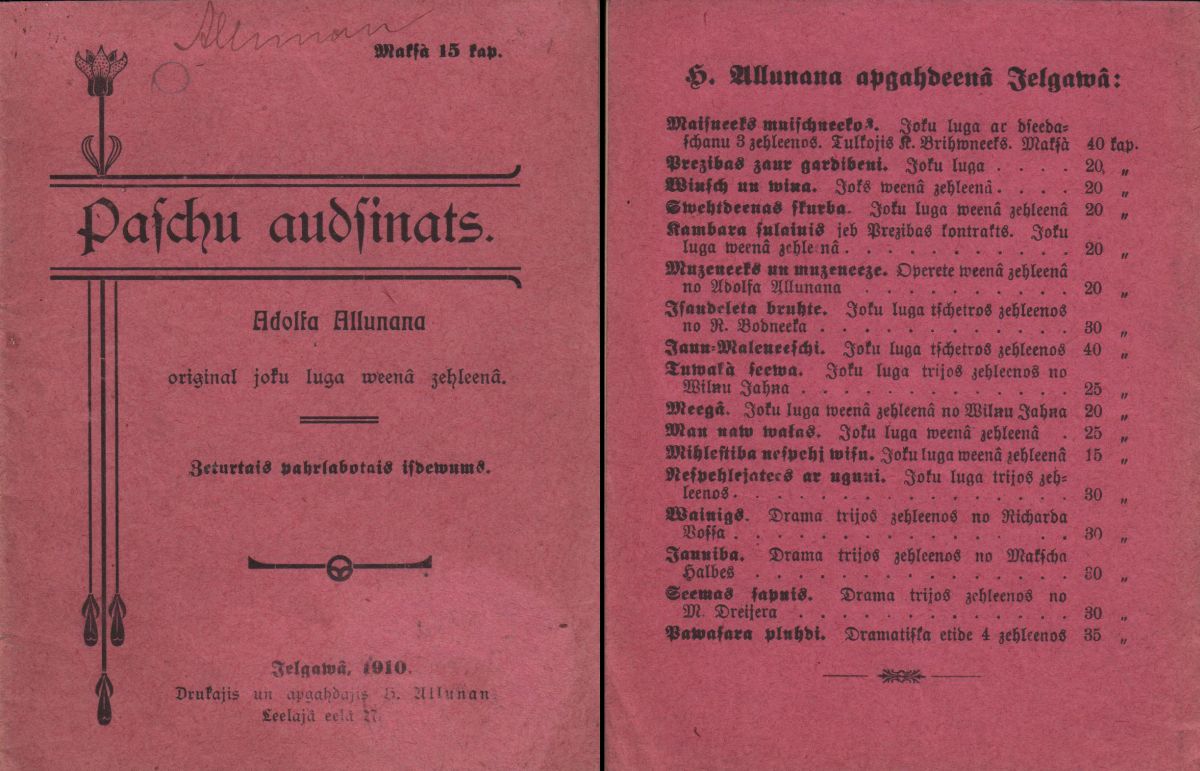 Allunan
Maksà 15 kap.
Paſchu audſinats.
Adolfa Allunana
original joku luga weenâ zehleenâ.
Zeturtais pahrlabotais iſdewums.
Jelgawâ, 1910.
Drukajis un apgahdajis H. Allunan
Leelajâ eelâ N
H. Allunana apgahdeenâ Jelgawâ:
Maiſneeks muiſchneekos. Joku luga ar dſeeda-
ſchanu 3 zehleenos. Tulkojis K. Brihwneeks. Maksà 40 kap.
Prezibas zaur gardibeni. Joku luga . . . . 20, „
Winſch un wina. Joks weenâ zehleenâ. . . . 20 „
Swehtdeenas ſkurba. Joku luga weenâ zehleenâ 20 „
Kambara ſulainis jeb Prezibas kontrakts. Joku
luga weenâ zehleenâ. . . . . . . . . . 20 „
Muzeneeks un muzeneeze. Operete weenâ zehleenâ
no Adolfa Allunana . . . . . . . . . 20 „
Iſaudeleta bruhte. Joku luga tſchetros zehleenos
no R. Bodneeka . . . . . . . . . . . 30 „
Jaun-Maleneeſchi. Joku luga tſchetros zehleenos 40 „
Tuwakà ſeewa. Joku luga trijos zehleenos no
Wilnu Jahna . . . . . . . . . . . . 25 „
Meegâ. Joku luga weenâ zehleenâ no Wilnu Jahna 20 „
Man naw walas. Joku luga weenâ zehleenâ . 25 „
Mihleſtiba neſpehj wiſu. Joku luga weenâ zehleenâ 15 „
Neſpehlejatees ar uguni. Joku luga trijos zeh-
leenos. . . . . . . . . . . . . . . 30 „
Wainigs. Drama trijos zehleenos no Richarda
Voſſa . . . . . . . . . . . . . . . 30 „
Jauniba. Drama trijos zehleenos no Makſcha
Halbes . . . . . . . . . . . . . . 30 „
Seemas ſapnis. Drama trijos zehleenos no
M. Dreijera . . . . . . . . . . . . 30 „
Pawaſara pluhdi. Dramatiſka etide 4 zehleenos 35 „